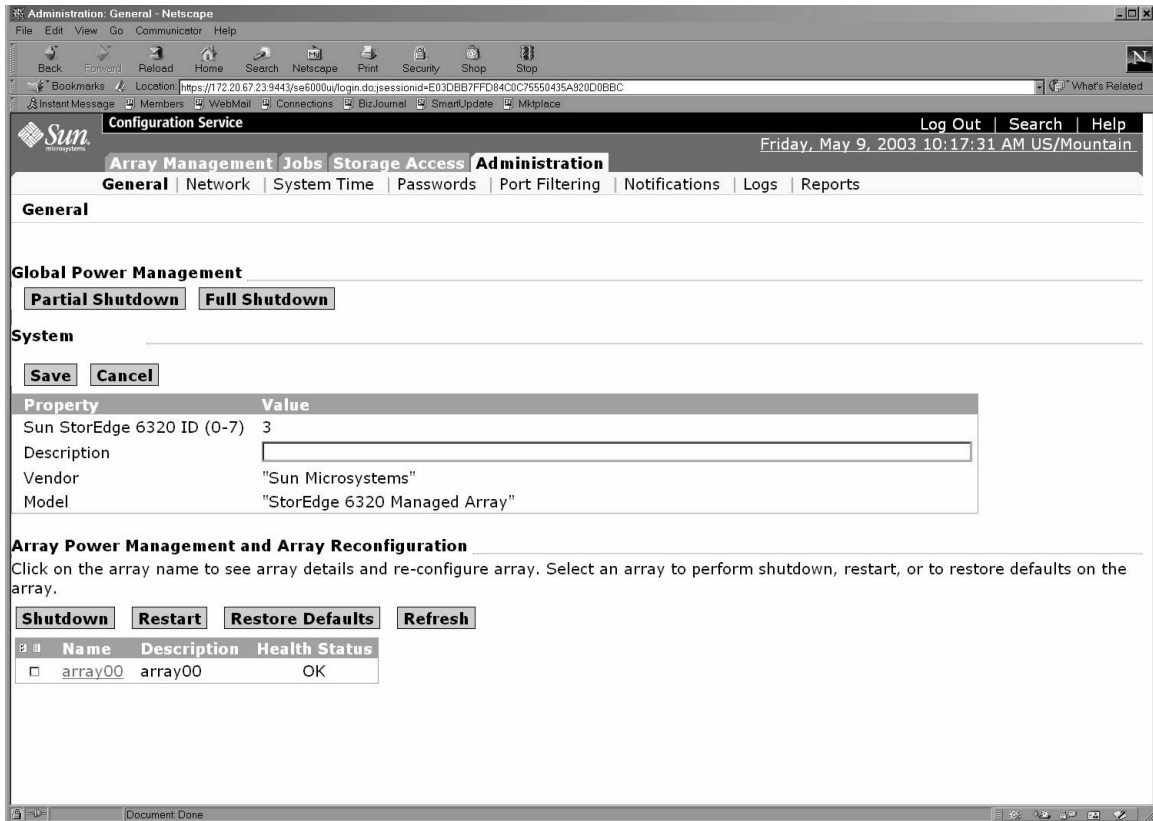 Administration: General - Netscape
File Edit View Go Communicator Help
Back Forward Reload Home Search Netscape Print Security Shop Stop
Bookmarks Location: https://172.20.67.23:9443/se6000ui/login.do;jsessionid=E03DBB7FFD84C0C75550435A920D0BBC What's Related
Instant Message Members WebMail Connections BizJournal SmartUpdate Mktplace
Sun microsystems
Configuration Service
Log Out | Search | Help
Friday, May 9, 2003 10:17:31 AM US/Mountain
Array Management Jobs Storage Access Administration
General | Network | System Time | Passwords | Port Filtering | Notifications | Logs | Reports
General
Global Power Management
Partial Shutdown Full Shutdown
System
Save Cancel
Property Value
Sun StorEdge 6320 ID (0-7) 3
Description
Vendor "Sun Microsystems"
Model "StorEdge 6320 Managed Array"
Array Power Management and Array Reconfiguration
Click on the array name to see array details and re-configure array. Select an array to perform shutdown, restart, or to restore defaults on the
array.
Shutdown Restart Restore Defaults Refresh
Name Description Health Status
array00 array00 OK
Document: Done